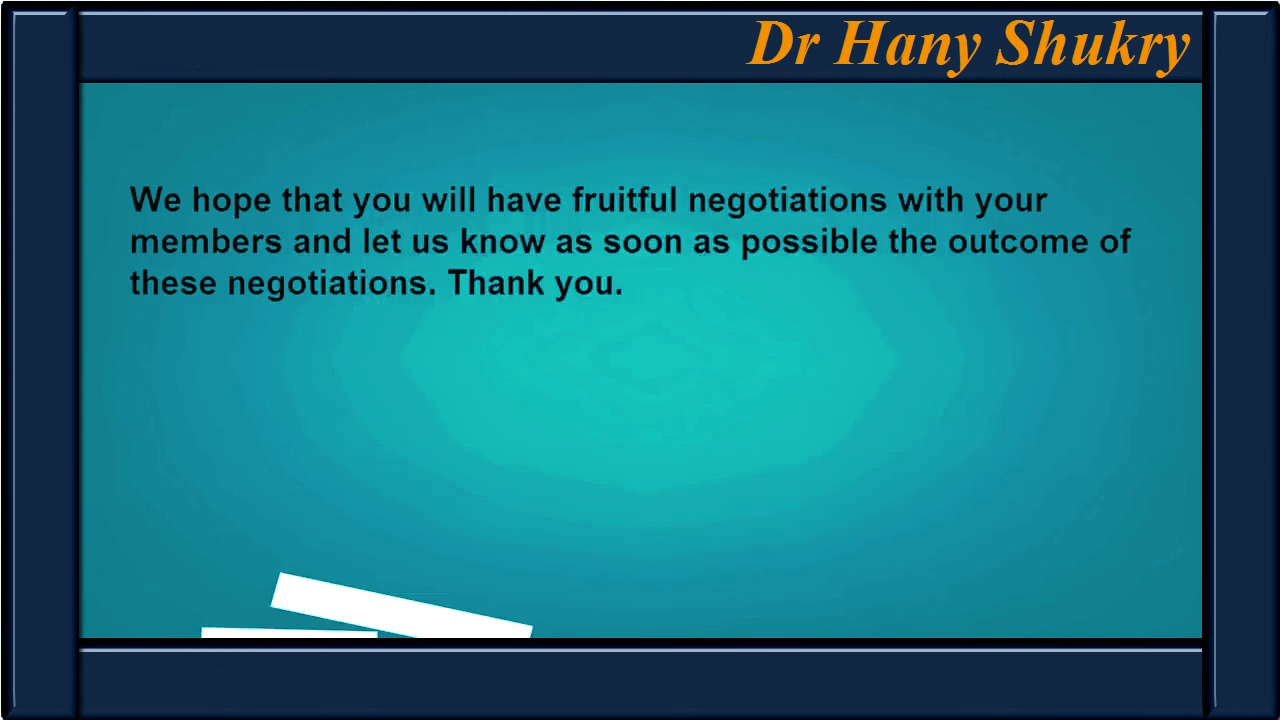 Dr Hany Shukry
We hope that you will have fruitful negotiations with your
members and let us know as soon as possible the outcome of
these negotiations. Thank you.